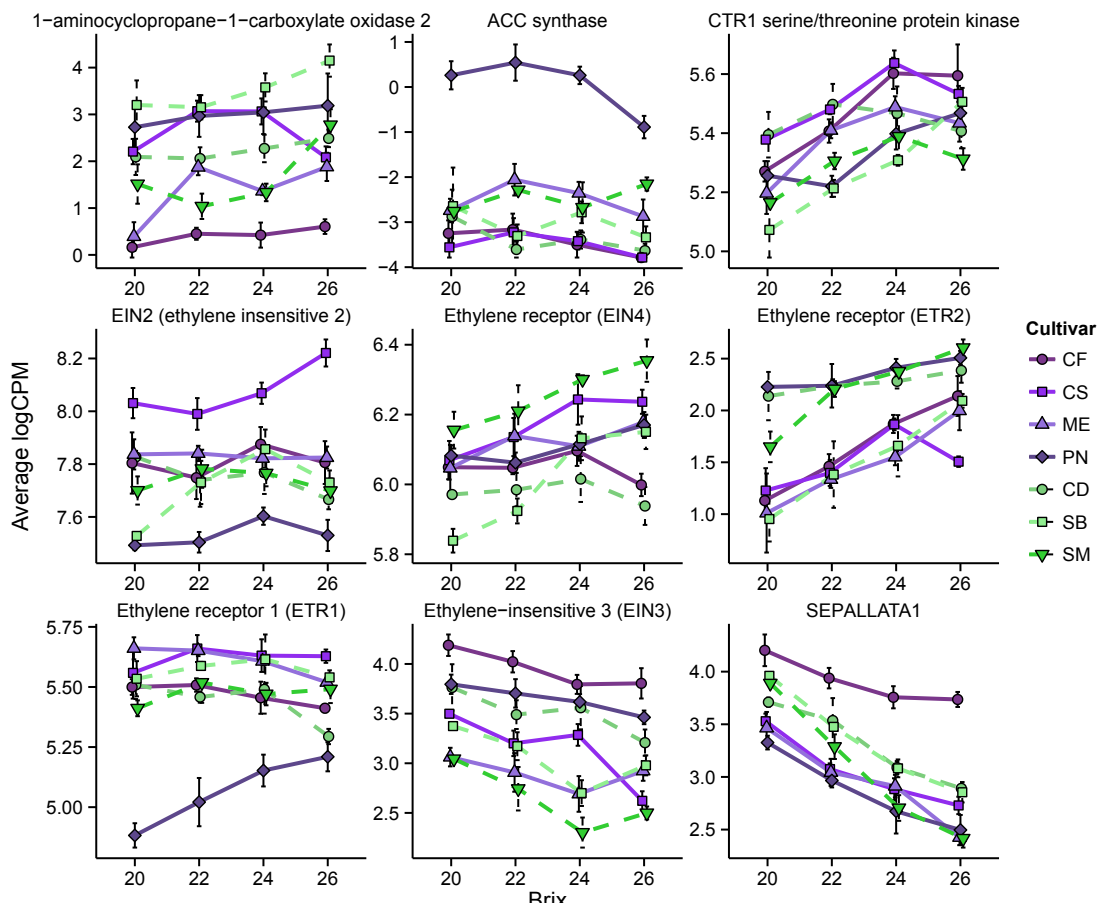 1−aminocyclopropane−1−carboxylate oxidase 2
ACC synthase
CTR1 serine/threonine protein kinase
4
3
2
1
0
1
0
−1
−2
−3
−4
5.6
5.4
5.2
5.0
20 22 24 26
20 22 24 26
20 22 24 26
EIN2 (ethylene insensitive 2)
Ethylene receptor (EIN4)
Ethylene receptor (ETR2)
8.2
8.0
7.8
7.6
6.4
6.2
6.0
5.8
2.5
2.0
1.5
1.0
20 22 24 26
20 22 24 26
20 22 24 26
Ethylene receptor 1 (ETR1)
Ethylene−insensitive 3 (EIN3)
SEPALLATA1
5.75
5.50
5.25
5.00
4.0
3.5
3.0
2.5
4.0
3.5
3.0
2.5
20 22 24 26
20 22 24 26
20 22 24 26
Average logCPM
Brix
Cultivar
CF
CS
ME
PN
CD
SB
SM